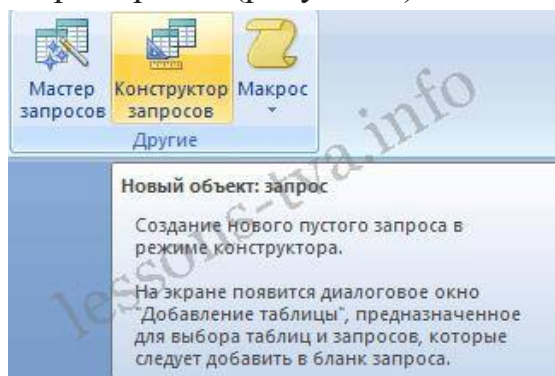 Мастер запросов
Конструктор запросов
Макрос
Другие
Новый объект: запрос
Создание нового пустого запроса в
режиме конструктора.
На экране появится диалоговое окно
"Добавление таблицы", предназначенное
для выбора таблиц и запросов, которые
следует добавить в бланк запроса.
lessons-tva.info